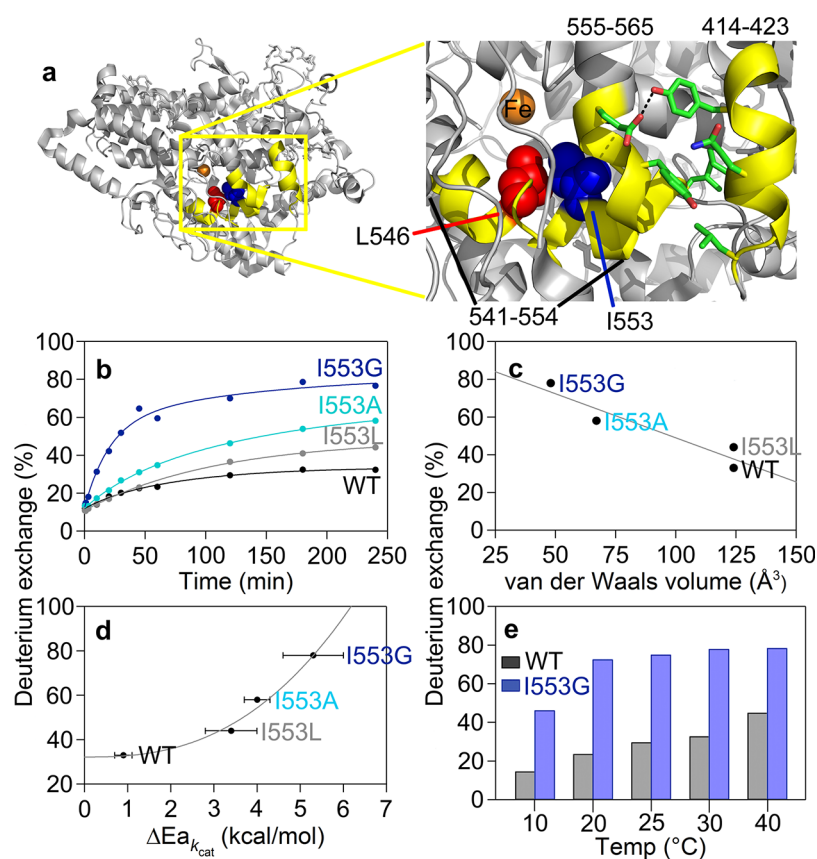 a
555-565 414-423
Fe
L546
541-554
I553
b
Deuterium exchange (%)
100
80
60
40
20
0
I553G
I553A
I553L
WT
0 50 100 150 200 250
Time (min)
c
100
80
60
40
20
0
I553G
I553A
I553L
WT
25 50 75 100 125 150
van der Waals volume (Å³)
d
100
80
60
40
20
I553G
I553A
I553L
WT
0 1 2 3 4 5 6 7
ΔEa kcat (kcal/mol)
e
Deuterium exchange (%)
100
80
60
40
20
0
WT
I553G
10 20 25 30 40
Temp (°C)